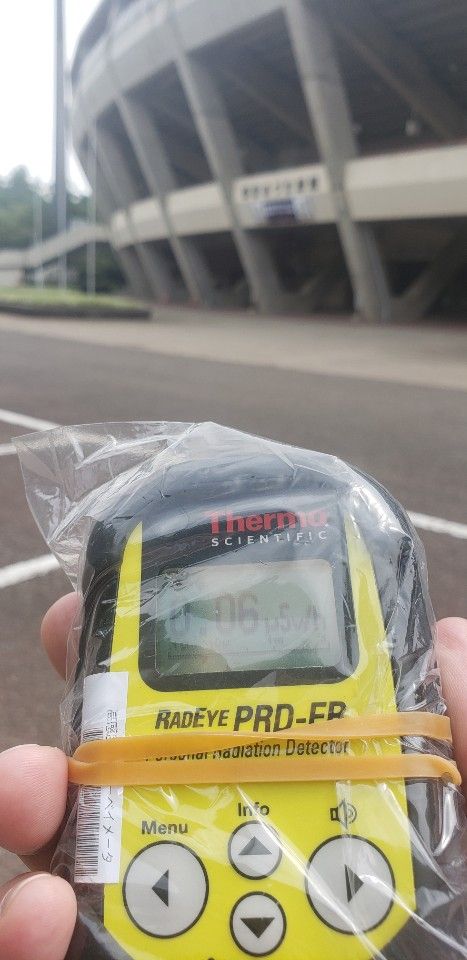 Thermo
SCIENTIFIC
0.06 µSv/h
RADEYE PRD-ER
Personal Radiation Detector
Info
Menu